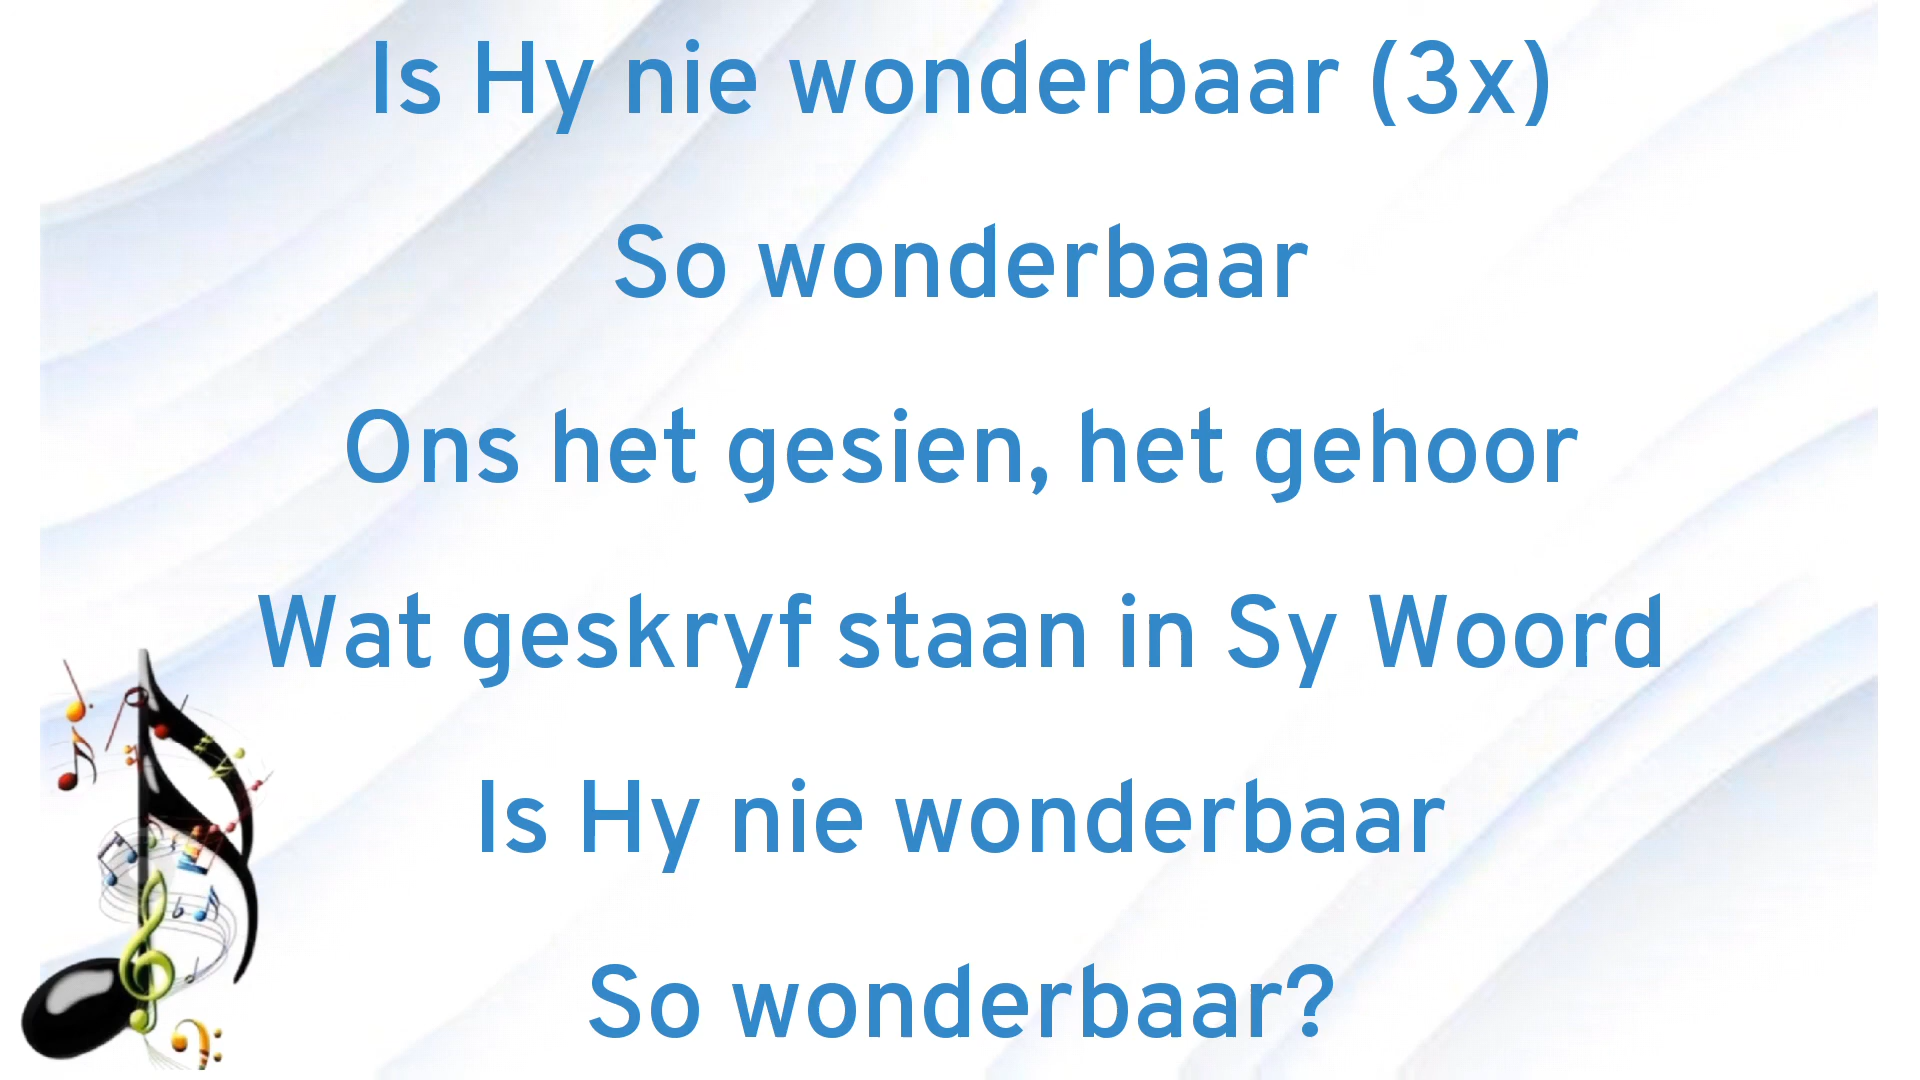 Is Hy nie wonderbaar (3x)
So wonderbaar
Ons het gesien, het gehoor
Wat geskryf staan in Sy Woord
Is Hy nie wonderbaar
So wonderbaar?